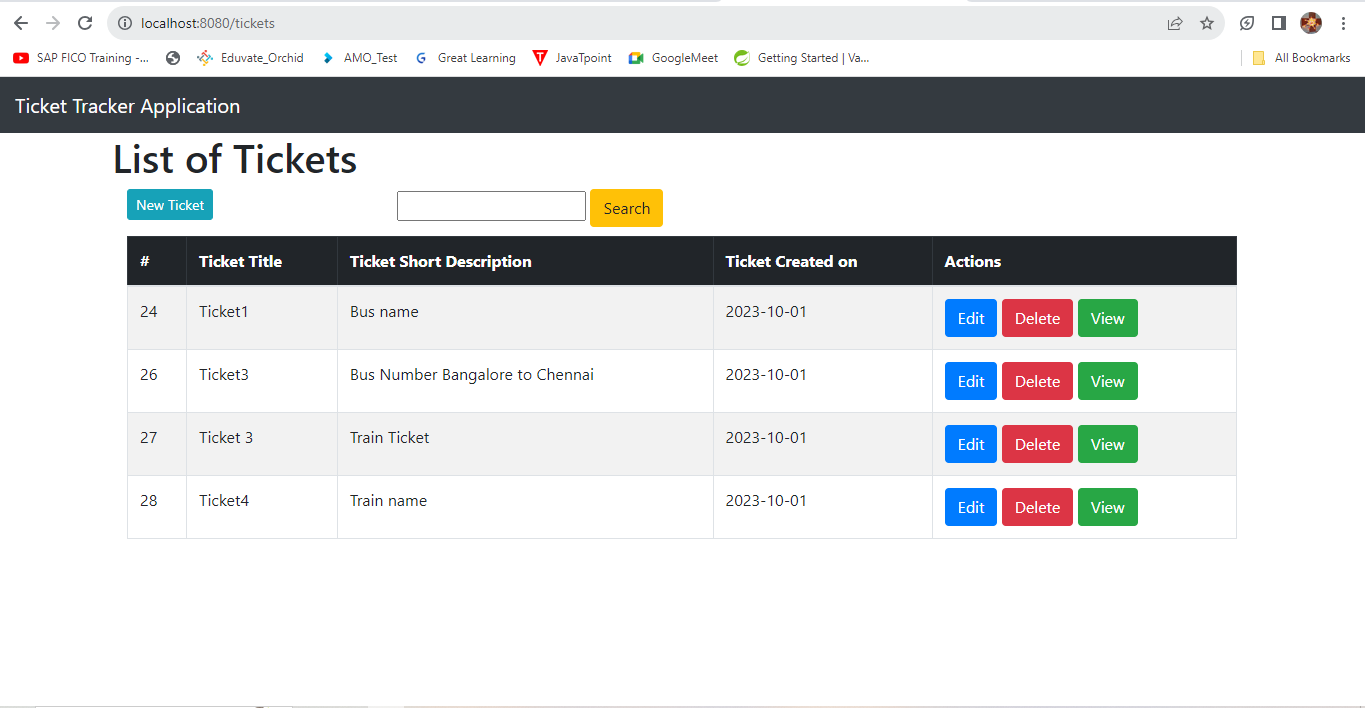 localhost:8080/tickets
SAP FICO Training -... Eduvate_Orchid AMO_Test Great Learning JavaTpoint GoogleMeet Getting Started | Va... All Bookmarks
Ticket Tracker Application
List of Tickets
New Ticket Search
# Ticket Title Ticket Short Description Ticket Created on Actions
24 Ticket1 Bus name 2023-10-01 Edit Delete View
26 Ticket3 Bus Number Bangalore to Chennai 2023-10-01 Edit Delete View
27 Ticket 3 Train Ticket 2023-10-01 Edit Delete View
28 Ticket4 Train name 2023-10-01 Edit Delete View